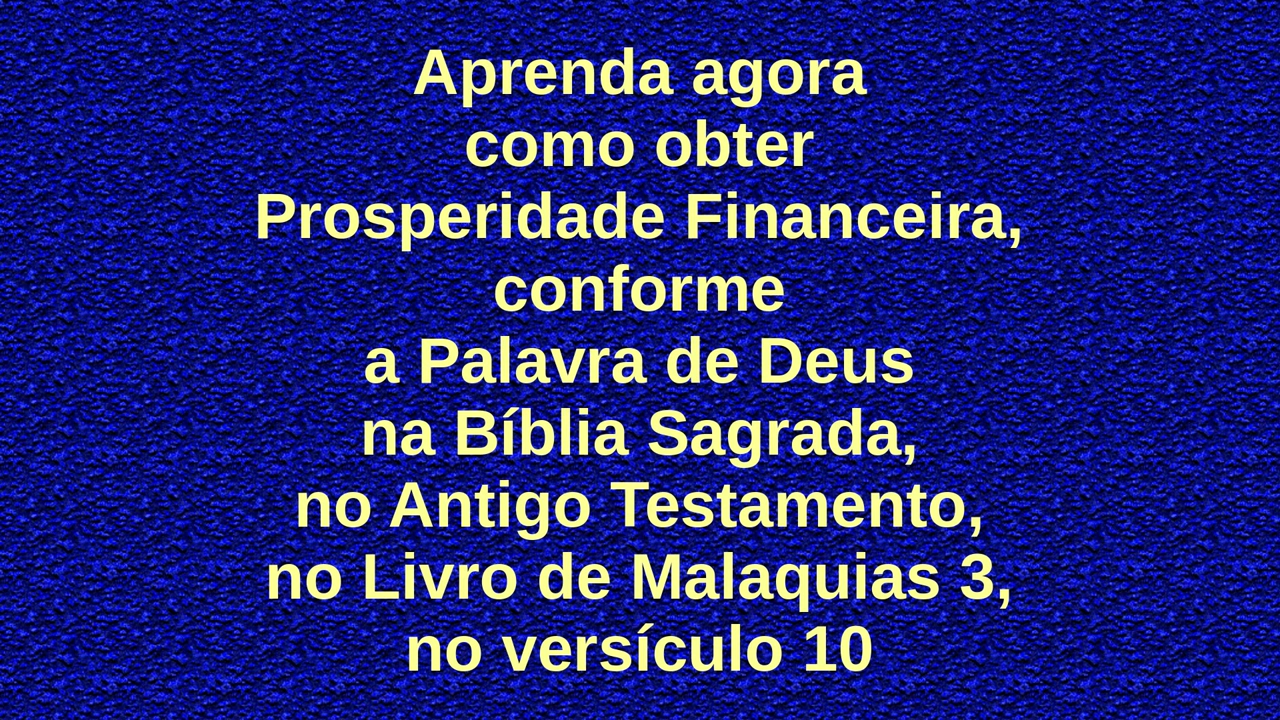 Aprenda agora
como obter
Prosperidade Financeira,
conforme
a Palavra de Deus
na Bíblia Sagrada,
no Antigo Testamento,
no Livro de Malaquias 3,
no versículo 10